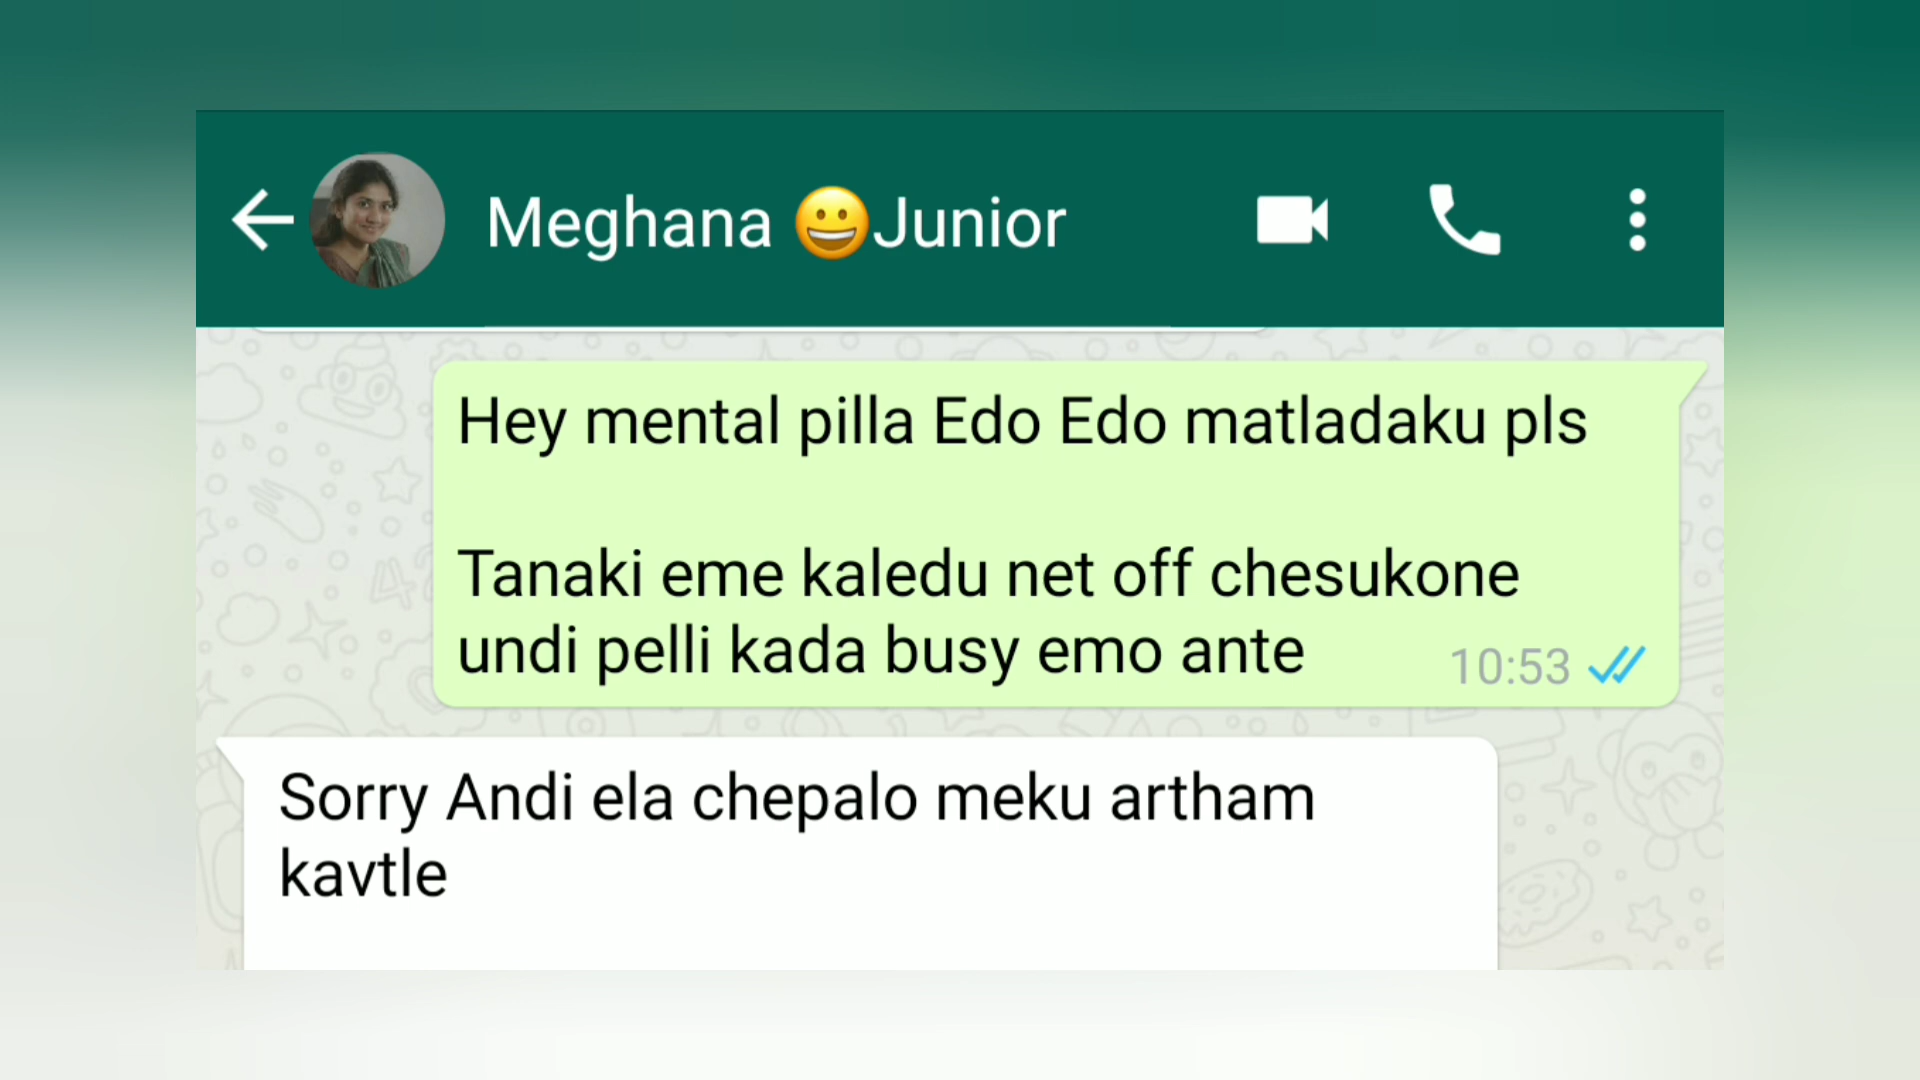 Meghana 😀Junior
Hey mental pilla Edo Edo matladaku pls
Tanaki eme kaledu net off chesukone
undi pelli kada busy emo ante
10:53
Sorry Andi ela chepalo meku artham
kavtle